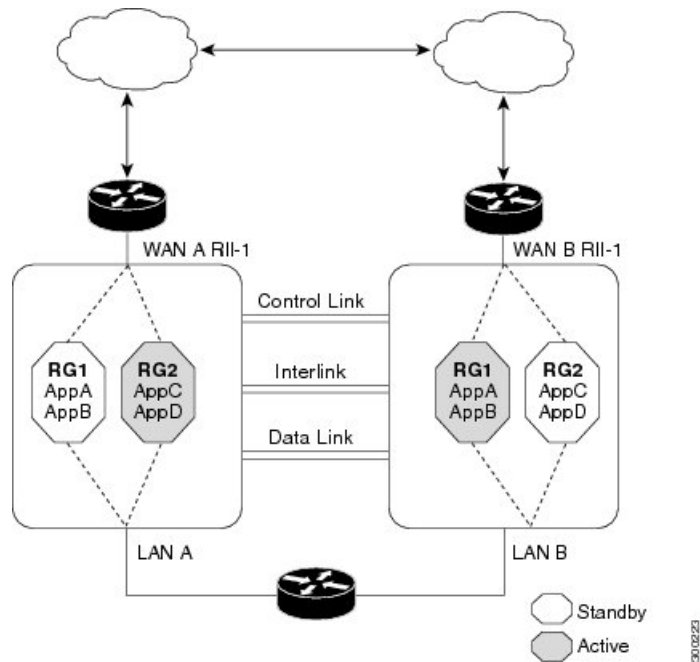 WAN A RII-1
WAN B RII-1
Control Link
RG1
AppA
AppB
RG2
AppC
AppD
Interlink
RG1
AppA
AppB
RG2
AppC
AppD
Data Link
LAN A
LAN B
Standby
Active
300223